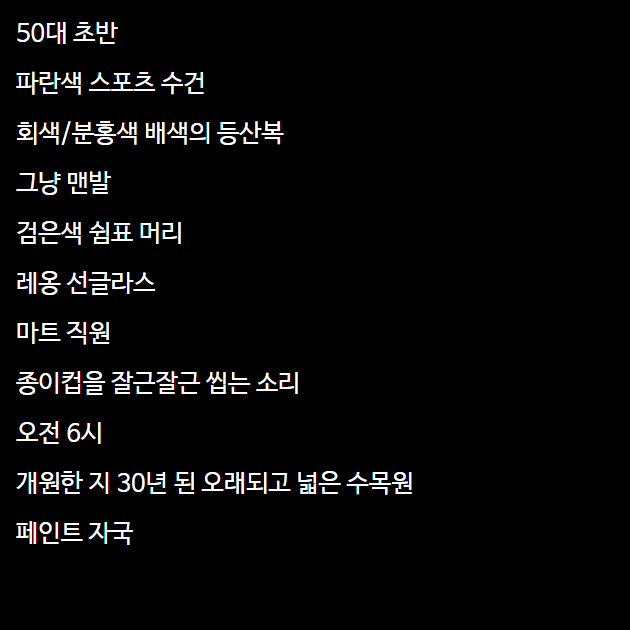 50대 초반
파란색 스포츠 수건
회색/분홍색 배색의 등산복
그냥 맨발
검은색 쉼표 머리
레옹 선글라스
마트 직원
종이컵을 잘근잘근 씹는 소리
오전 6시
개원한 지 30년 된 오래되고 넓은 수목원
페인트 자국